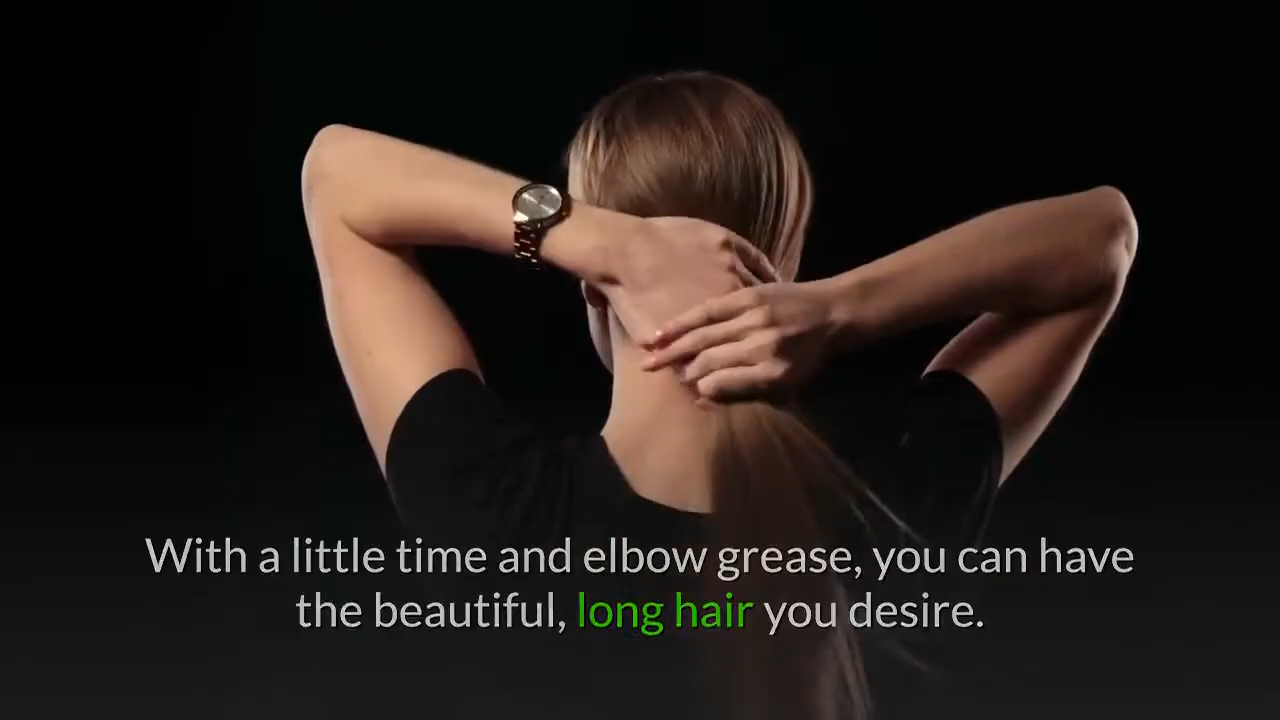 With a little time and elbow grease, you can have
the beautiful, long hair you desire.